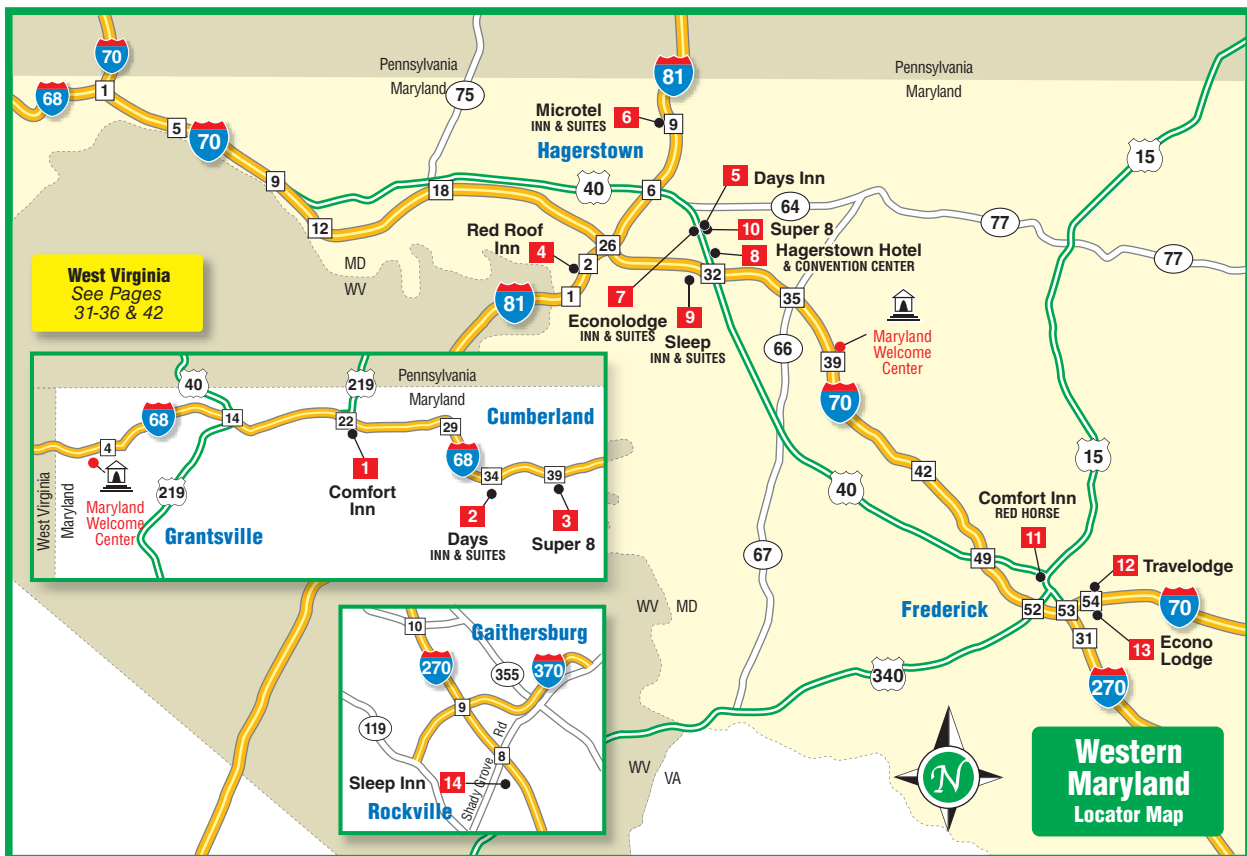 70
68
1
5
70
9
12
18
75
Pennsylvania
Maryland
81
Pennsylvania
Maryland
Microtel
INN & SUITES
6
9
Hagerstown
40
6
5
Days Inn
64
10
Super 8
8
Hagerstown Hotel
& CONVENTION CENTER
77
77
15
Red Roof
Inn
4
26
2
1
81
MD
WV
32
7
Econolodge
INN & SUITES
9
Sleep
INN & SUITES
35
66
39
Maryland
Welcome
Center
70
42
15
40
67
49
Comfort Inn
RED HORSE
11
12
Travelodge
Frederick
52
53
54
70
31
13
Econo
Lodge
270
340
WV
MD
WV
VA
West Virginia
See Pages
31-36 & 42
40
219
Pennsylvania
Maryland
Cumberland
68
14
22
29
4
68
34
39
1
Comfort
Inn
2
Days
INN & SUITES
3
Super 8
219
Grantsville
West Virginia
Maryland
Maryland
Welcome
Center
10
Gaithersburg
270
355
370
9
119
8
Shady Grove Rd
Sleep Inn
14
Rockville
N
Western
Maryland
Locator Map